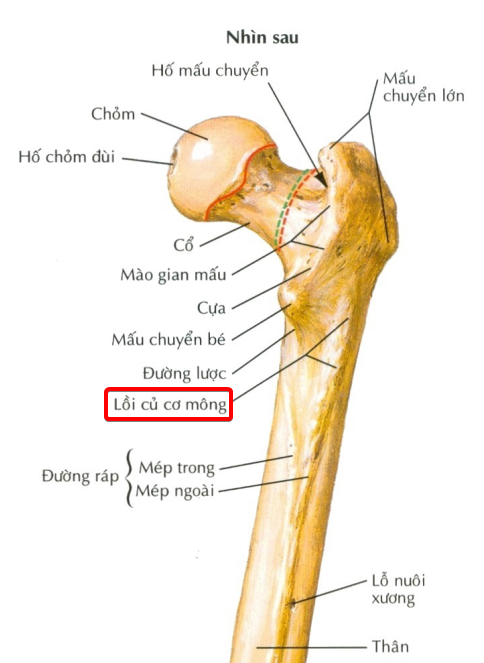 Nhìn sau
Hố mấu chuyển
Mấu
chuyển lớn
Chỏm
Hố chỏm đùi
Cổ
Mào gian mấu
Cựa
Mấu chuyển bé
Đường lược
Lồi củ cơ mông
Đường ráp
Mép trong
Mép ngoài
Lỗ nuôi
xương
Thân